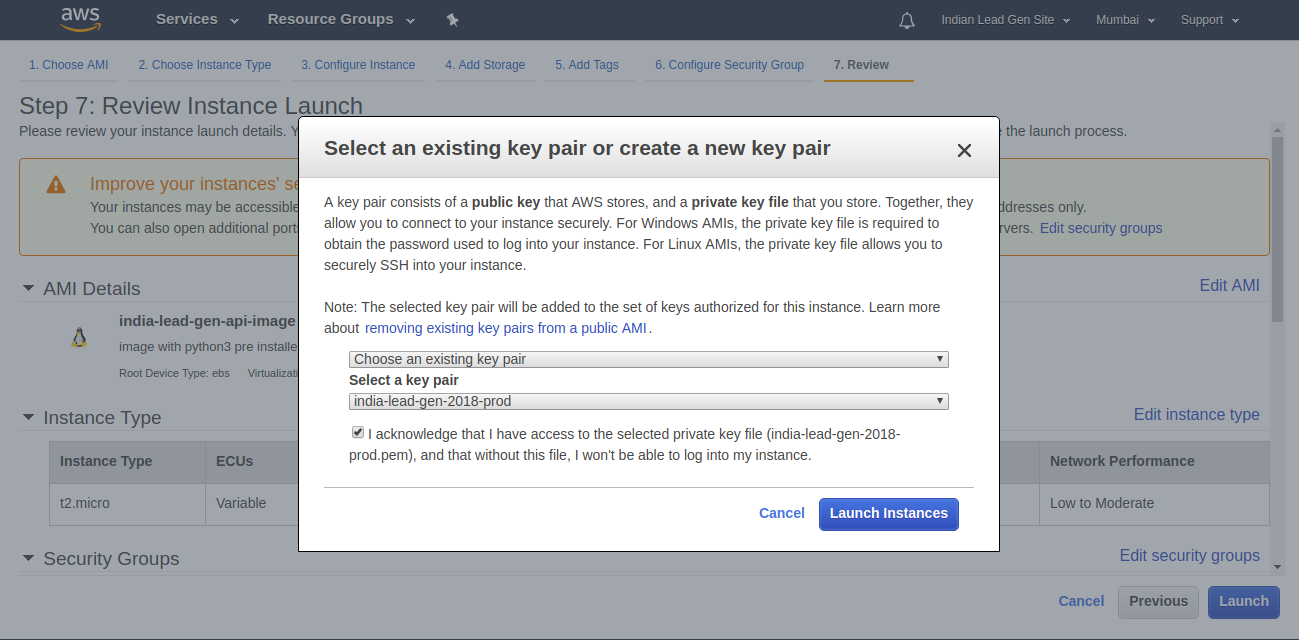 aws
Services
Resource Groups
Indian Lead Gen Site
Mumbai
Support
1. Choose AMI
2. Choose Instance Type
3. Configure Instance
4. Add Storage
5. Add Tags
6. Configure Security Group
7. Review
Step 7: Review Instance Launch
Please review your instance launch details. Y
the launch process.
Improve your instances' se
Your instances may be accessible
ddresses only.
You can also open additional port
rvers. Edit security groups
Select an existing key pair or create a new key pair
A key pair consists of a public key that AWS stores, and a private key file that you store. Together, they
allow you to connect to your instance securely. For Windows AMIs, the private key file is required to
obtain the password used to log into your instance. For Linux AMIs, the private key file allows you to
securely SSH into your instance.
Note: The selected key pair will be added to the set of keys authorized for this instance. Learn more
about removing existing key pairs from a public AMI.
Choose an existing key pair
Select a key pair
india-lead-gen-2018-prod
I acknowledge that I have access to the selected private key file (india-lead-gen-2018-
prod.pem), and that without this file, I won't be able to log into my instance.
Cancel
Launch Instances
AMI Details
Edit AMI
india-lead-gen-api-image
image with python3 pre installe
Root Device Type: ebs Virtualizati
Instance Type
Edit instance type
Instance Type
ECUs
Network Performance
t2.micro
Variable
Low to Moderate
Security Groups
Edit security groups
Cancel
Previous
Launch